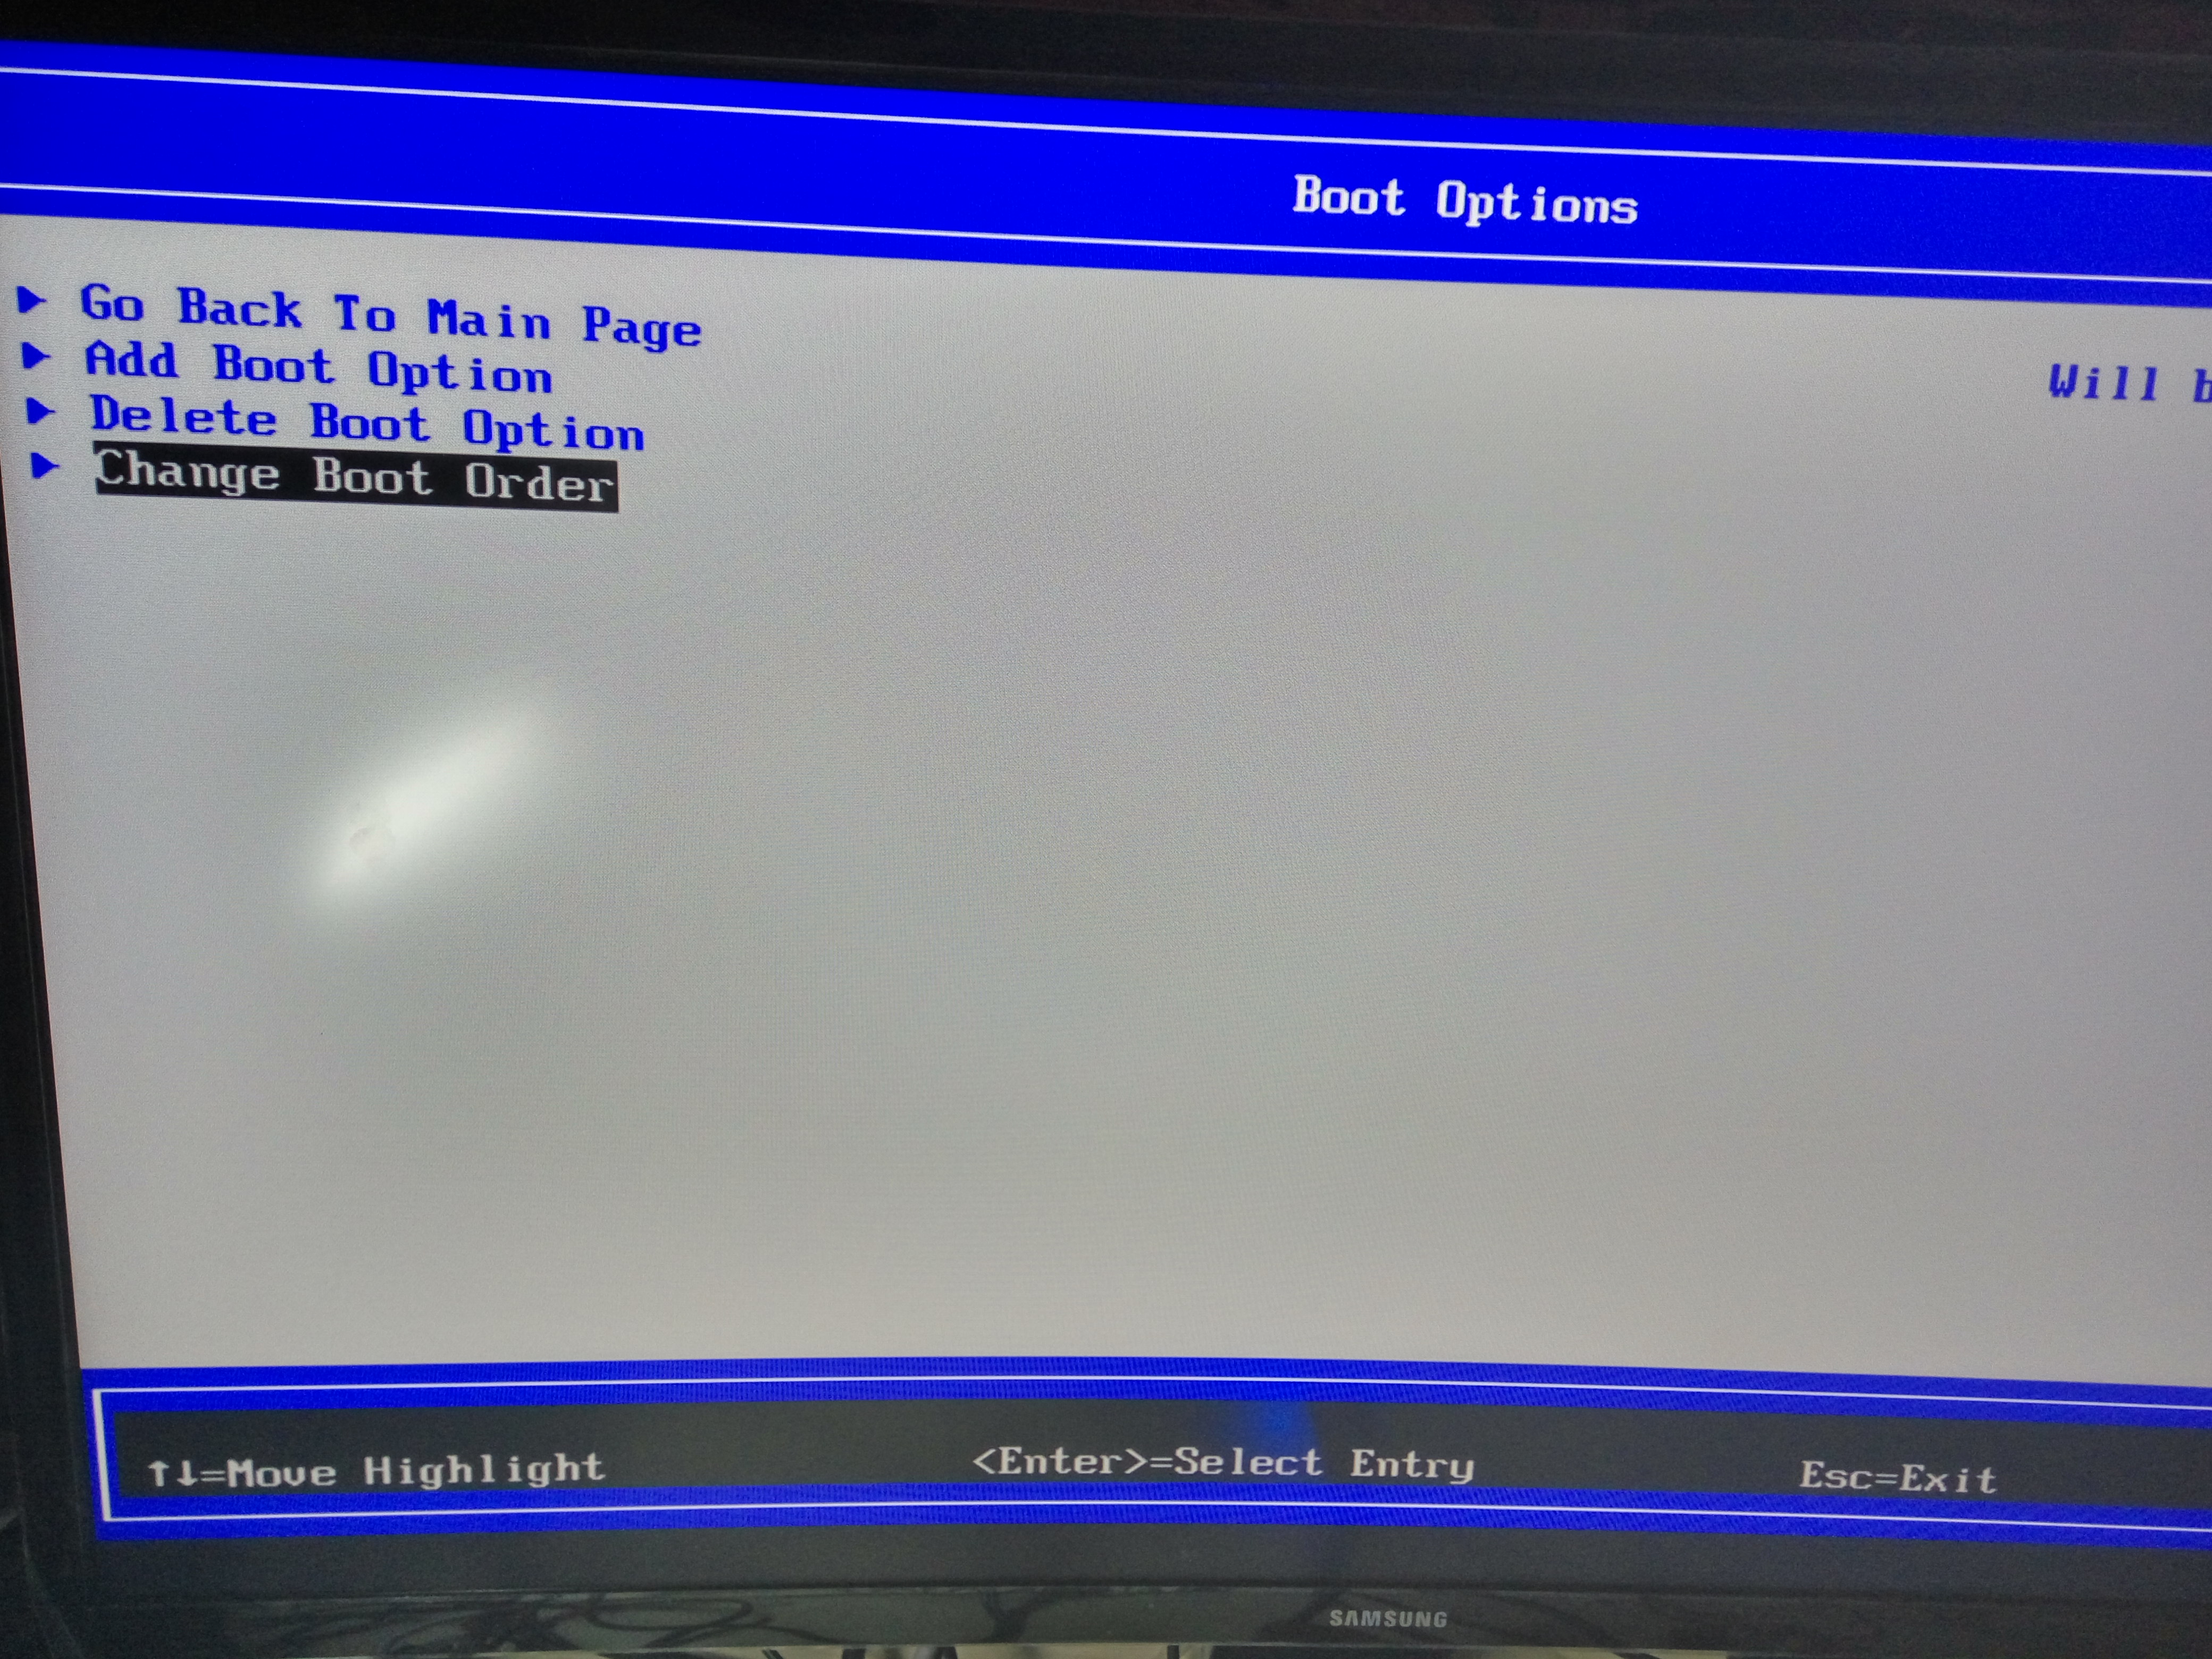 Boot Options
▶ Go Back To Main Page
▶ Add Boot Option
▶ Delete Boot Option
▶ Change Boot Order
Will
↑↓=Move Highlight
<Enter>=Select Entry
Esc=Exit
SAMSUNG